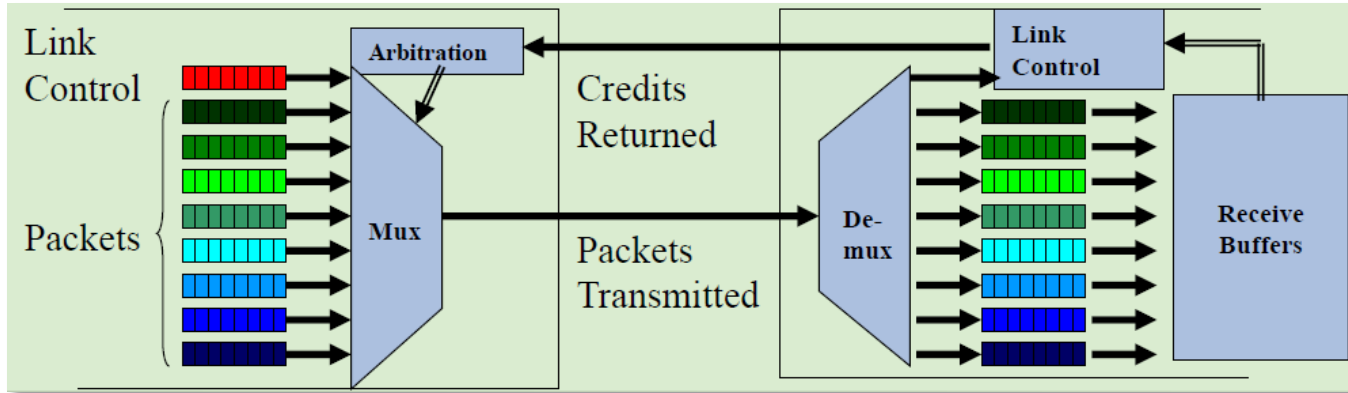 Link
Control
Packets
Arbitration
Mux
Credits
Returned
Packets
Transmitted
De-
mux
Link
Control
Receive
Buffers